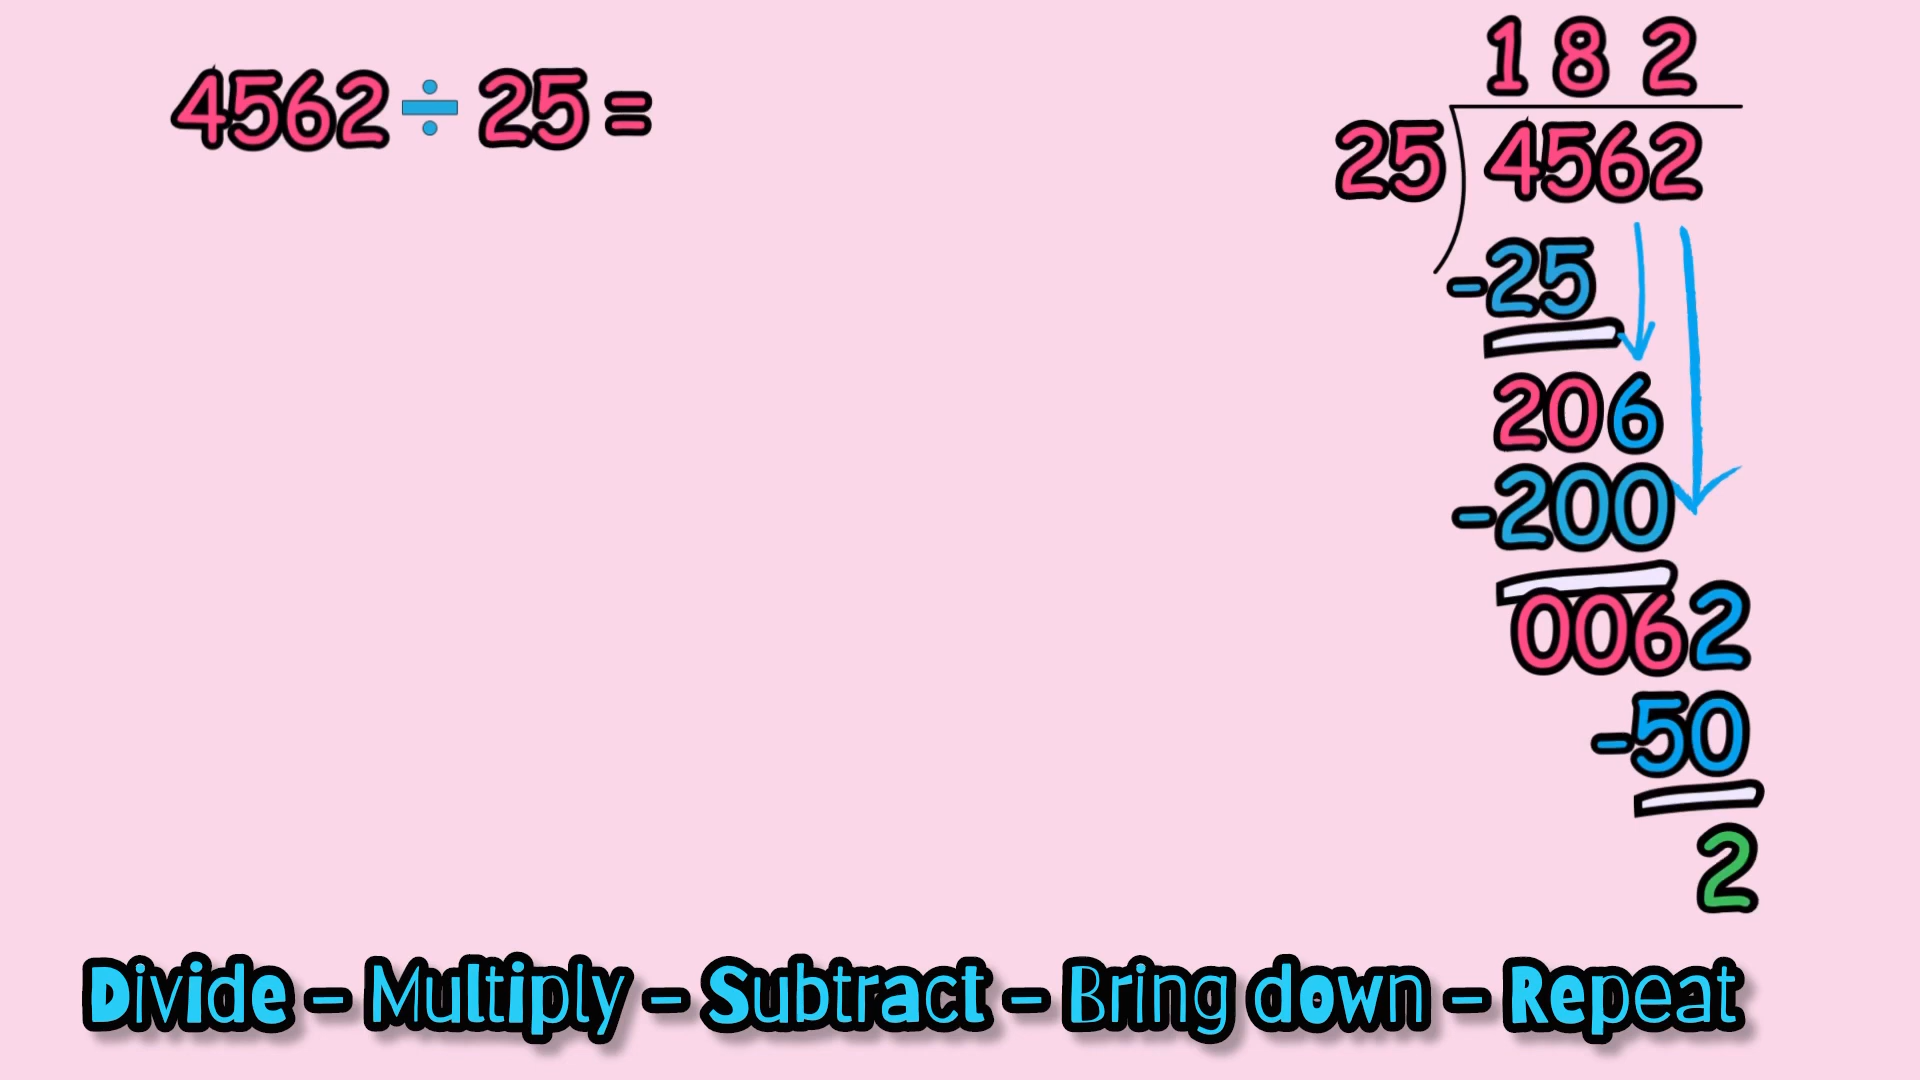 4562 ÷ 25 =
1 8 2
25 4562
-25
206
-200
0062
-50
2
Divide – Multiply – Subtract – Bring down – Repeat